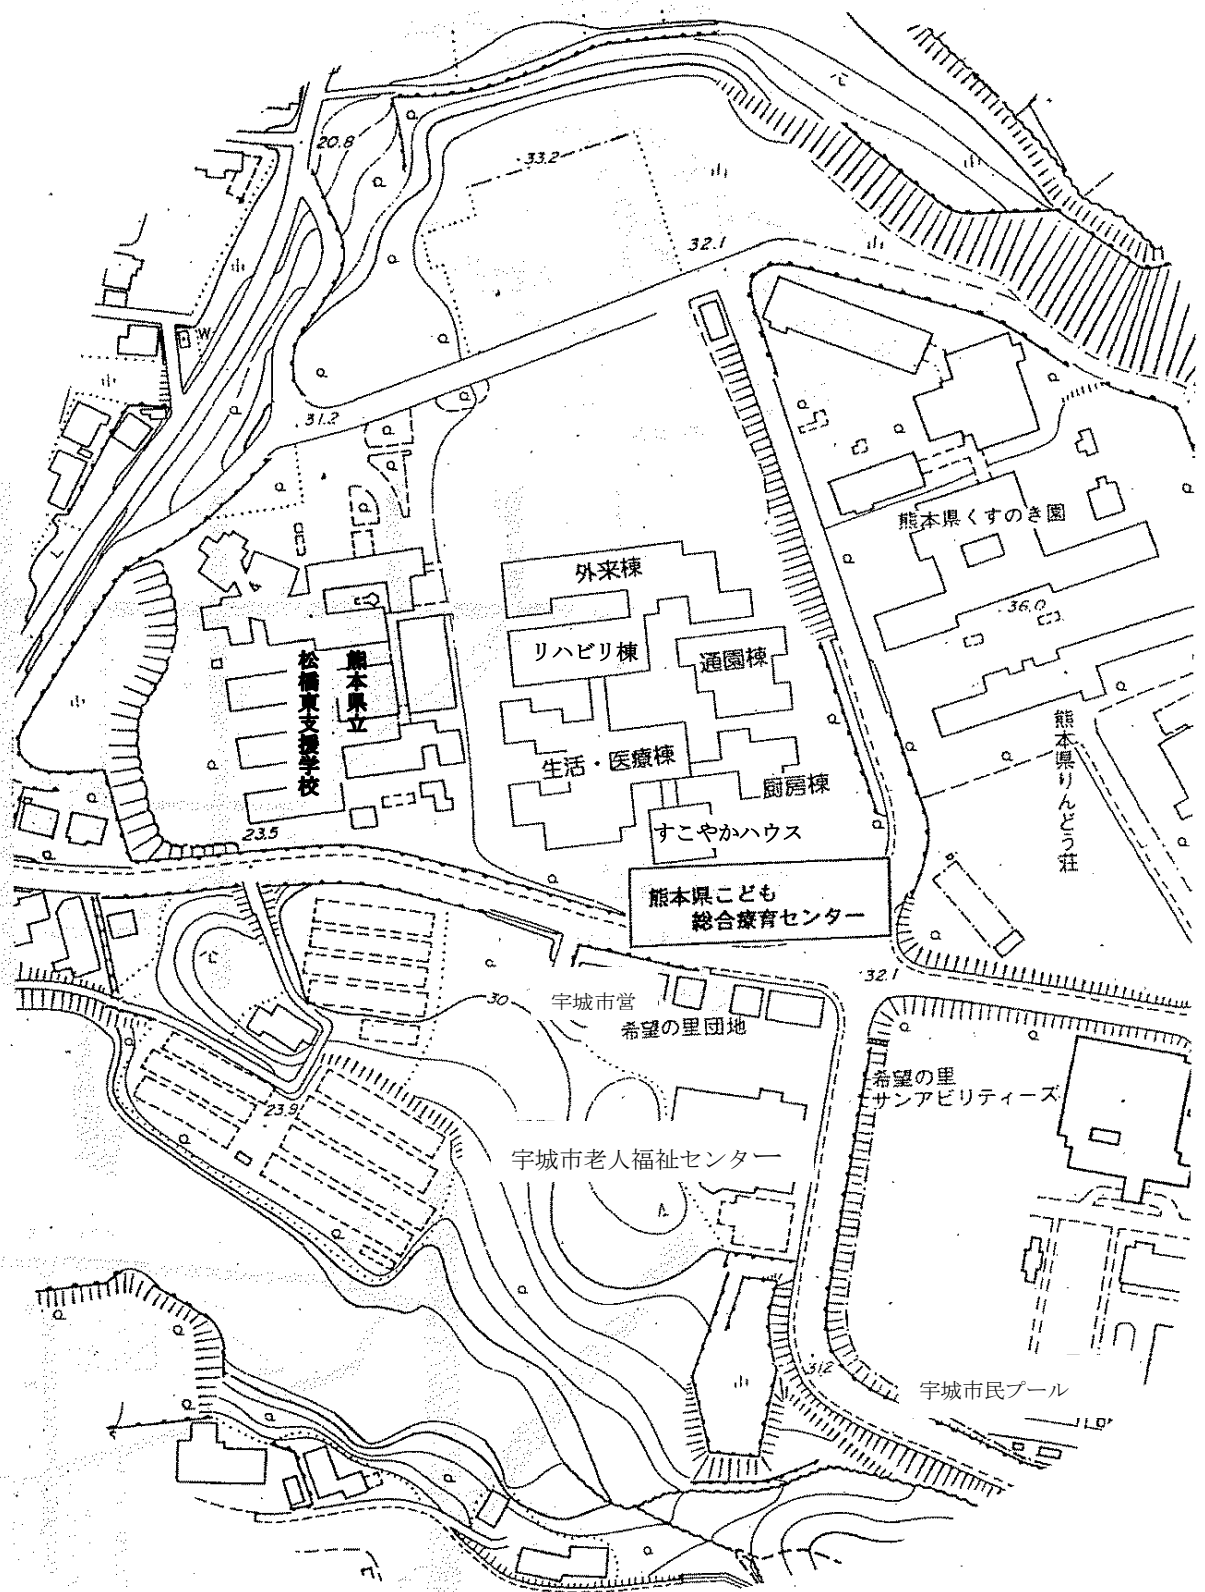 20.8
33.2
32.1
31.2
W
熊本県くすのき園
外来棟
36.0
リハビリ棟
通園棟
熊本県立
松橋東支援学校
熊本県りんどう荘
生活・医療棟
厨房棟
23.5
すこやかハウス
熊本県こども
総合療育センター
32.1
30
宇城市営
希望の里団地
希望の里
サンアビリティーズ
23.9
宇城市老人福祉センター
31.2
宇城市民プール